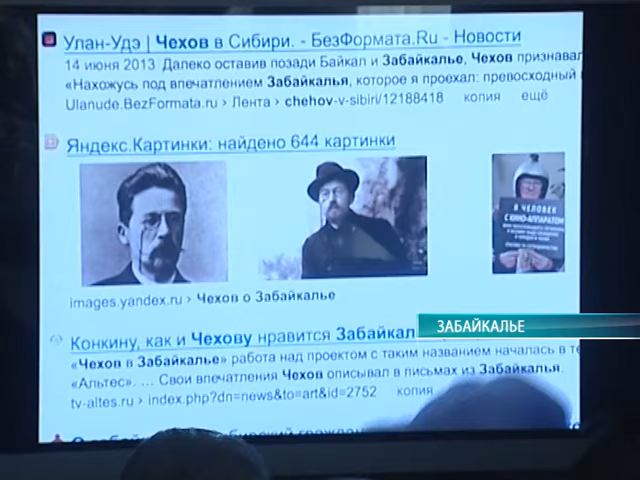 Улан-Удэ | Чехов в Сибири. - БезФормата.Ru - Новости
14 июня 2013 Далеко оставив позади Байкал и Забайкалье, Чехов признавал
«Нахожусь под впечатлением Забайкалья, которое я проехал: превосходный
Ulanude.BezFormata.ru › Лента › chehov-v-sibiri/12188418 копия ещё
Яндекс.Картинки: найдено 644 картинки
Я ЧЕЛОВЕК
С КИНО-АППАРАТОМ
images.yandex.ru › Чехов о Забайкалье
ЗАБАЙКАЛЬЕ
Конкину, как и Чехову нравится Забайкал
«Чехов в Забайкалье» работа над проектом с таким названием началась в
«Альтес». ... Свои впечатления Чехов описывал в письмах из Забайкалья.
tv-altes.ru › index.php?dn=news&to=art&id=2752 копия